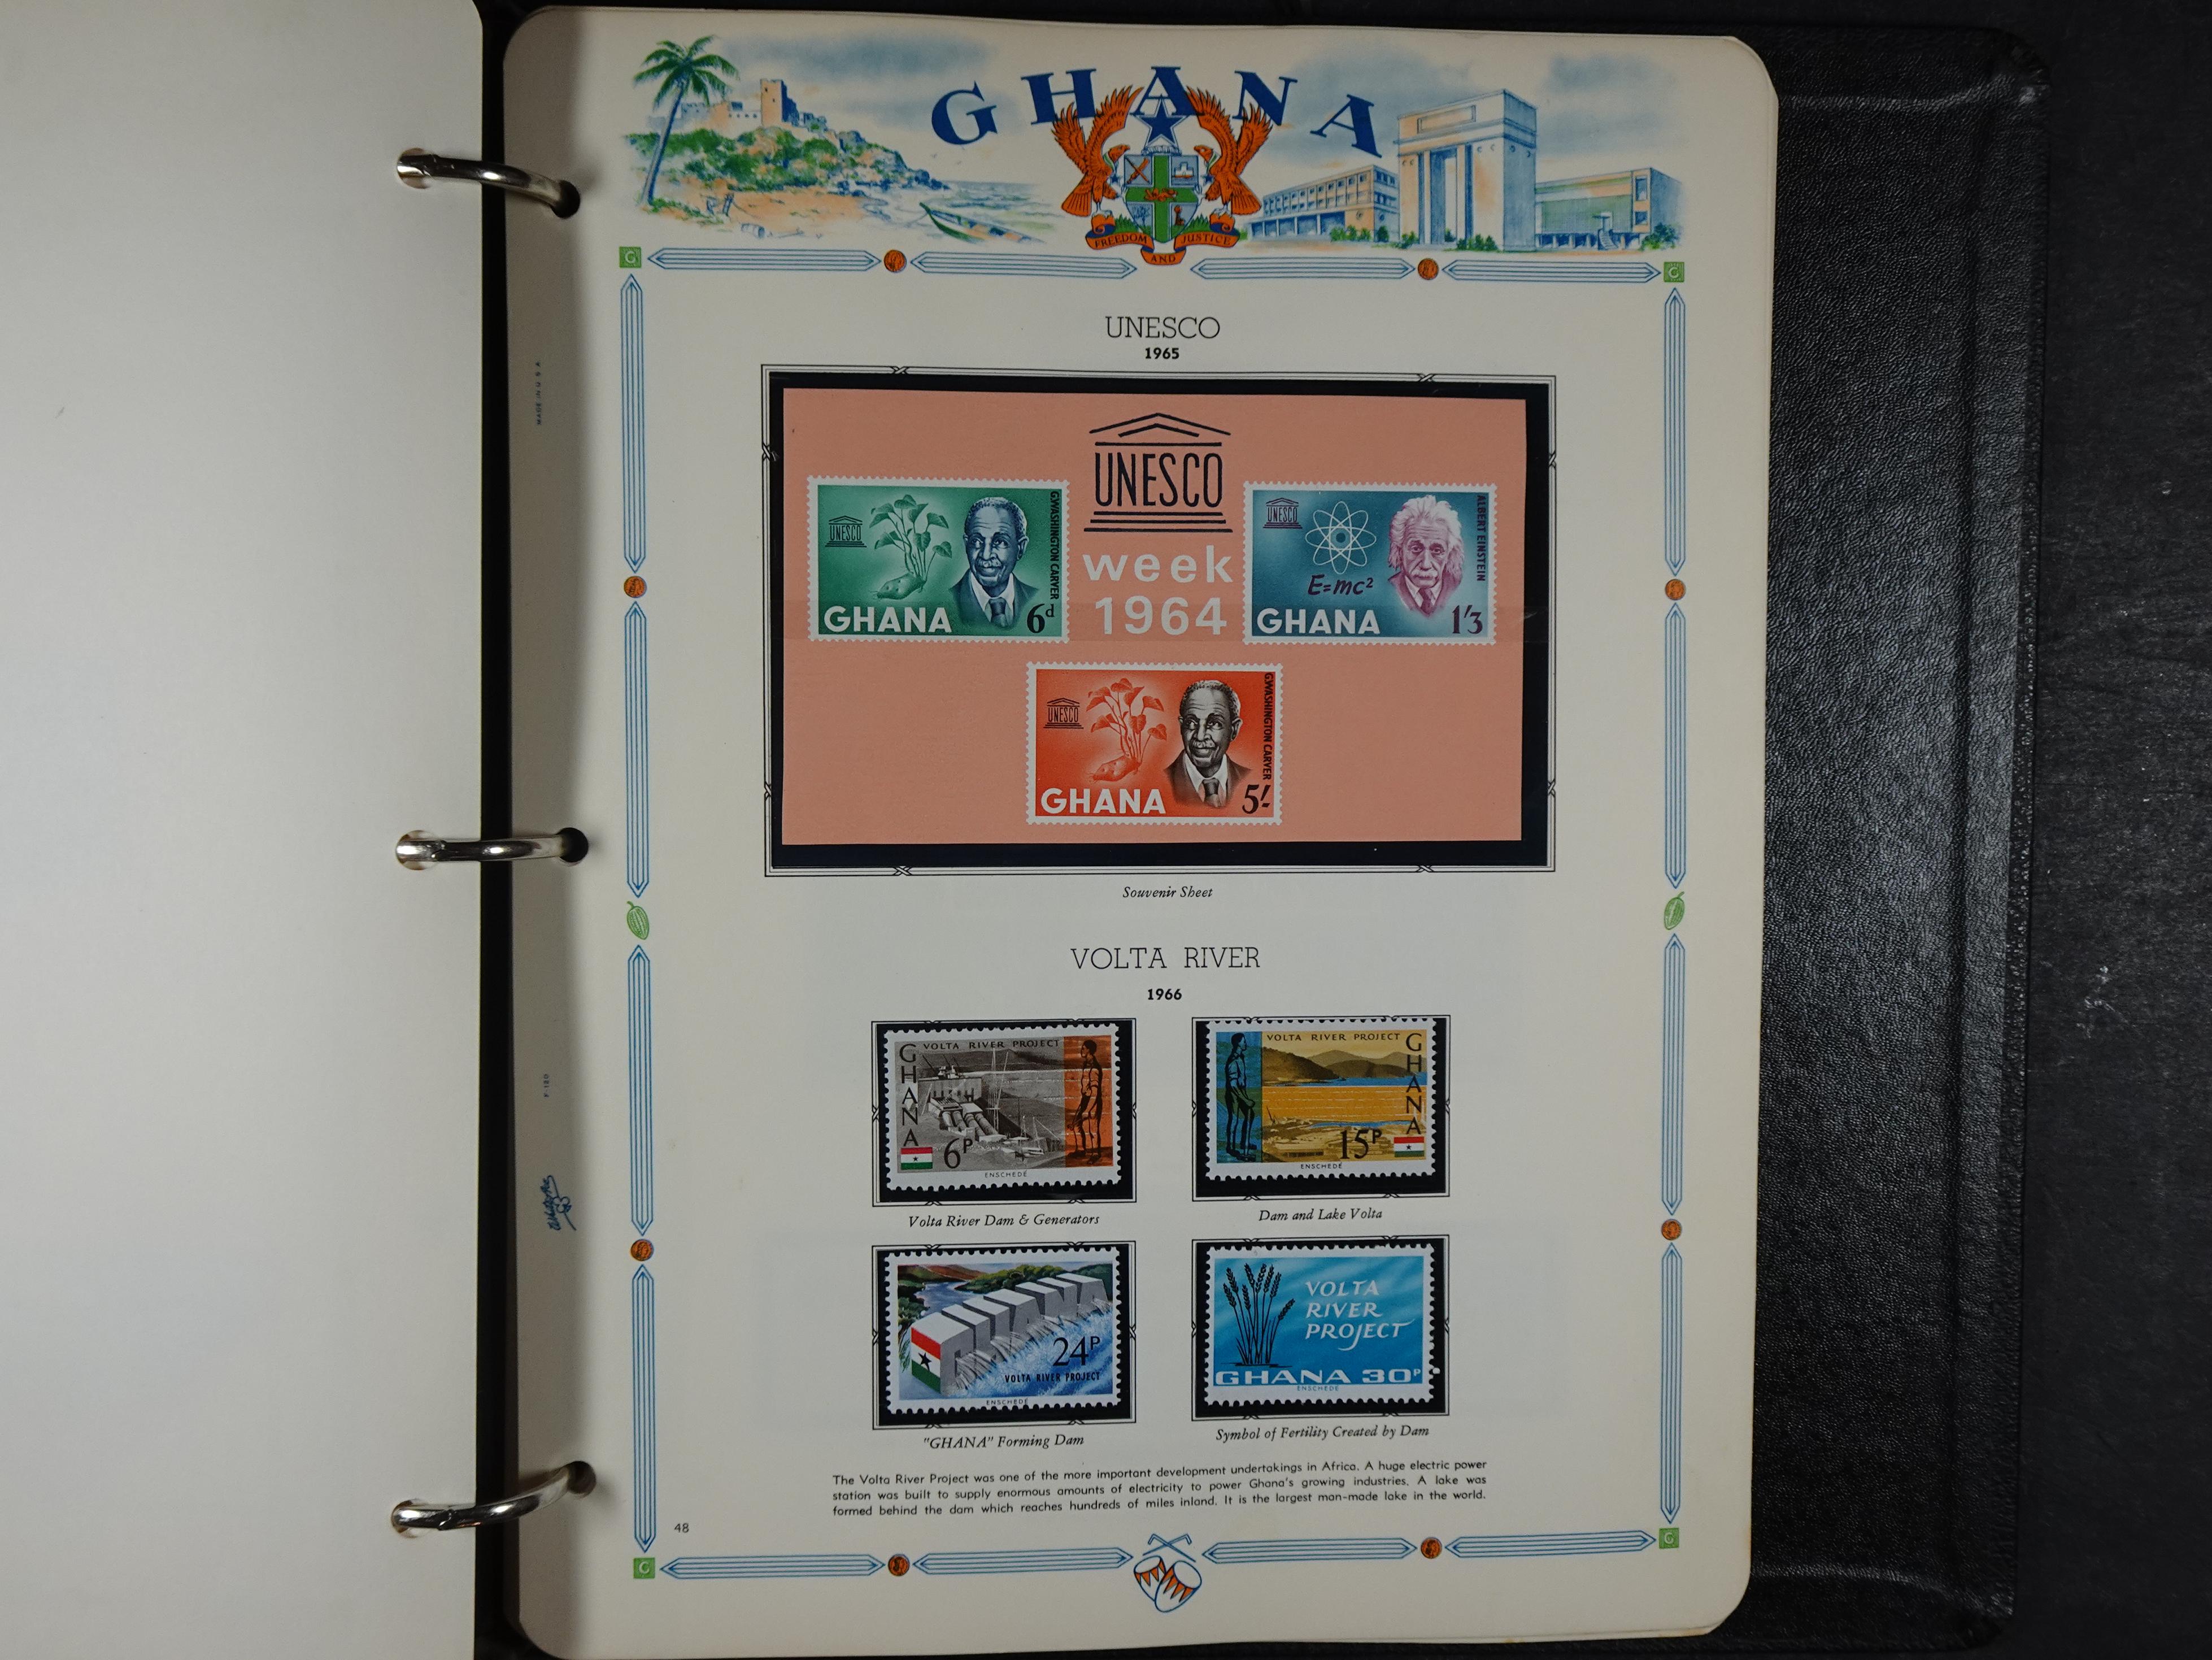 GHANA
FREEDOM AND JUSTICE
G G
UNESCO
1965
UNESCO
week
1964
UNESCO
G.WASHINGTON CARVER
GHANA 6d
UNESCO
ALBERT EINSTEIN
E=mc²
GHANA 1'3
UNESCO
G.WASHINGTON CARVER
GHANA 5/-
Souvenir Sheet
VOLTA RIVER
1966
VOLTA RIVER PROJECT
GHANA
6P
ENSCHEDÉ
VOLTA RIVER PROJECT
GHANA
15P
ENSCHEDÉ
Volta River Dam & Generators
Dam and Lake Volta
GHANA
24P
VOLTA RIVER PROJECT
ENSCHEDÉ
VOLTA
RIVER
PROJECT
GHANA 30P
ENSCHEDÉ
"GHANA" Forming Dam
Symbol of Fertility Created by Dam
The Volta River Project was one of the more important development undertakings in Africa. A huge electric power
station was built to supply enormous amounts of electricity to power Ghana's growing industries. A lake was
formed behind the dam which reaches hundreds of miles inland. It is the largest man-made lake in the world.
48
G G
MADE IN U S A